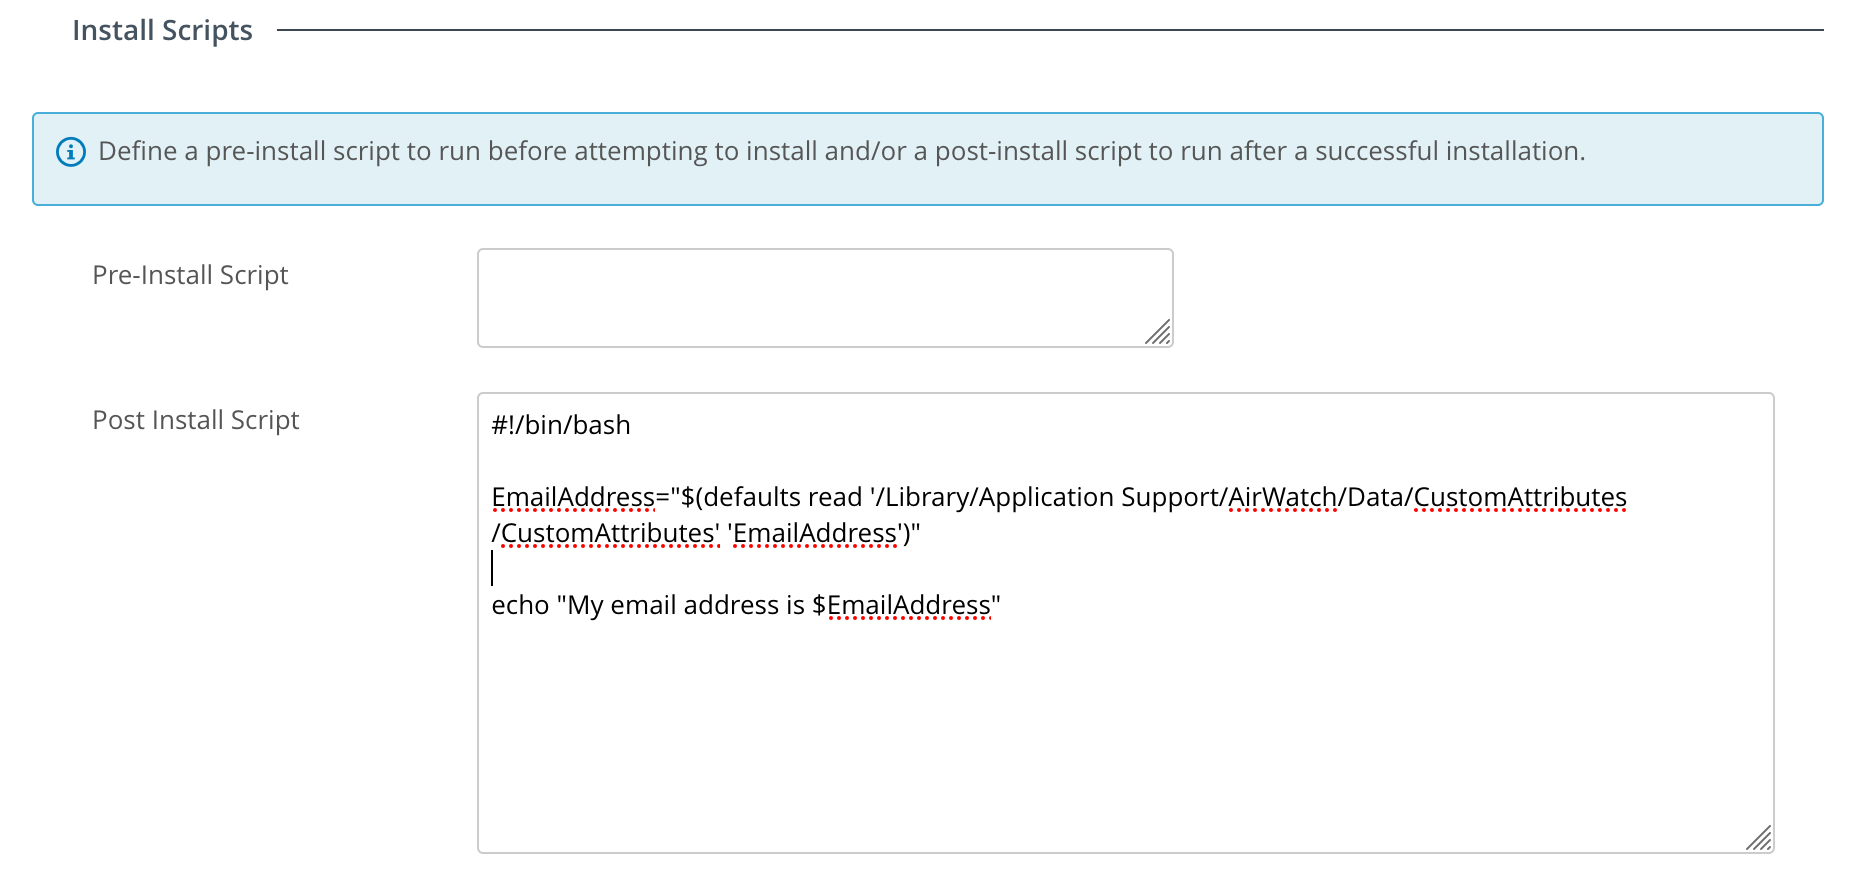 Install Scripts
Define a pre-install script to run before attempting to install and/or a post-install script to run after a successful installation.
Pre-Install Script
Post Install Script
#!/bin/bash
EmailAddress="$(defaults read '/Library/Application Support/AirWatch/Data/CustomAttributes
/CustomAttributes' 'EmailAddress')"
echo "My email address is $EmailAddress"